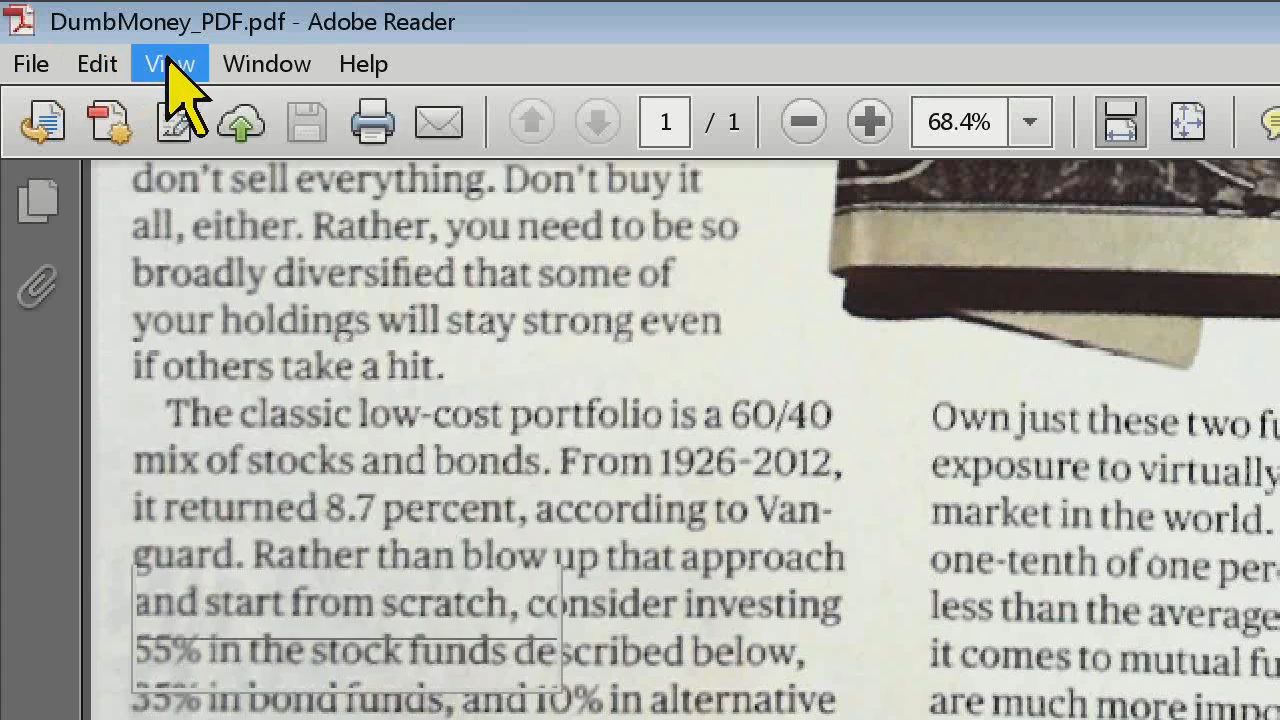 DumbMoney_PDF.pdf - Adobe Reader
File Edit View Window Help
1 / 1 68.4%
don't sell everything. Don't buy it
all, either. Rather, you need to be so
broadly diversified that some of
your holdings will stay strong even
if others take a hit.
The classic low-cost portfolio is a 60/40
mix of stocks and bonds. From 1926-2012,
it returned 8.7 percent, according to Van-
guard. Rather than blow up that approach
and start from scratch, consider investing
55% in the stock funds described below,
35% in bond funds, and 10% in alternative
Own just these two fu
exposure to virtually
market in the world.
one-tenth of one per
less than the average
it comes to mutual fu
are much more impo